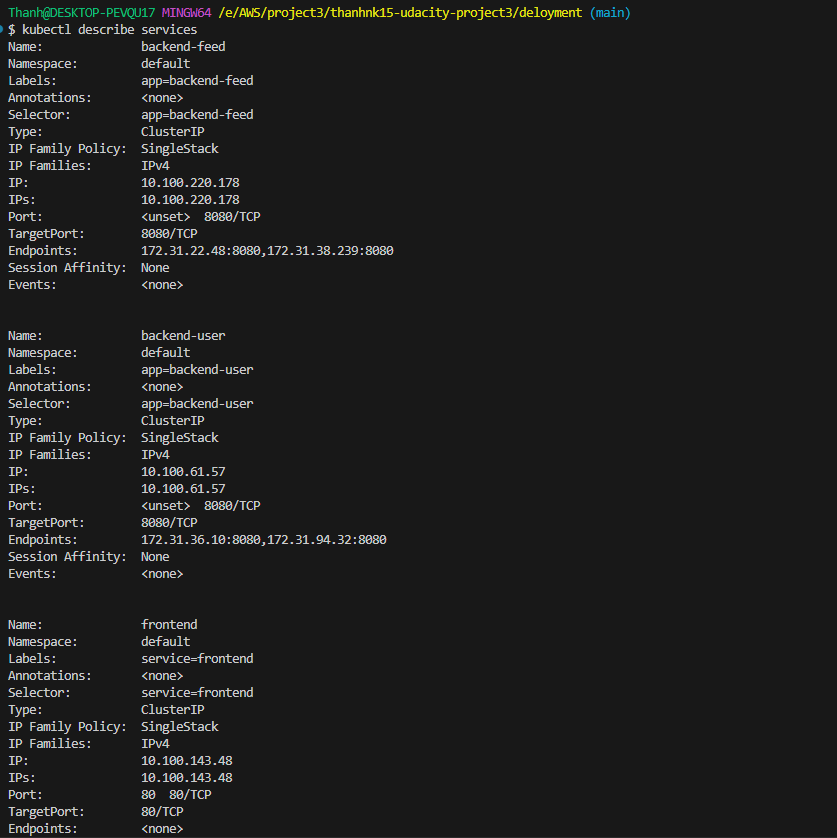 Thanh@DESKTOP-PEVQU17 MINGW64 /e/AWS/project3/thanhnk15-udacity-project3/deloyment (main)
$ kubectl describe services
Name:              backend-feed
Namespace:         default
Labels:            app=backend-feed
Annotations:       <none>
Selector:          app=backend-feed
Type:              ClusterIP
IP Family Policy:  SingleStack
IP Families:       IPv4
IP:                10.100.220.178
IPs:               10.100.220.178
Port:              <unset>  8080/TCP
TargetPort:        8080/TCP
Endpoints:         172.31.22.48:8080,172.31.38.239:8080
Session Affinity:  None
Events:            <none>
Name:              backend-user
Namespace:         default
Labels:            app=backend-user
Annotations:       <none>
Selector:          app=backend-user
Type:              ClusterIP
IP Family Policy:  SingleStack
IP Families:       IPv4
IP:                10.100.61.57
IPs:               10.100.61.57
Port:              <unset>  8080/TCP
TargetPort:        8080/TCP
Endpoints:         172.31.36.10:8080,172.31.94.32:8080
Session Affinity:  None
Events:            <none>
Name:              frontend
Namespace:         default
Labels:            service=frontend
Annotations:       <none>
Selector:          service=frontend
Type:              ClusterIP
IP Family Policy:  SingleStack
IP Families:       IPv4
IP:                10.100.143.48
IPs:               10.100.143.48
Port:              80  80/TCP
TargetPort:        80/TCP
Endpoints:         <none>